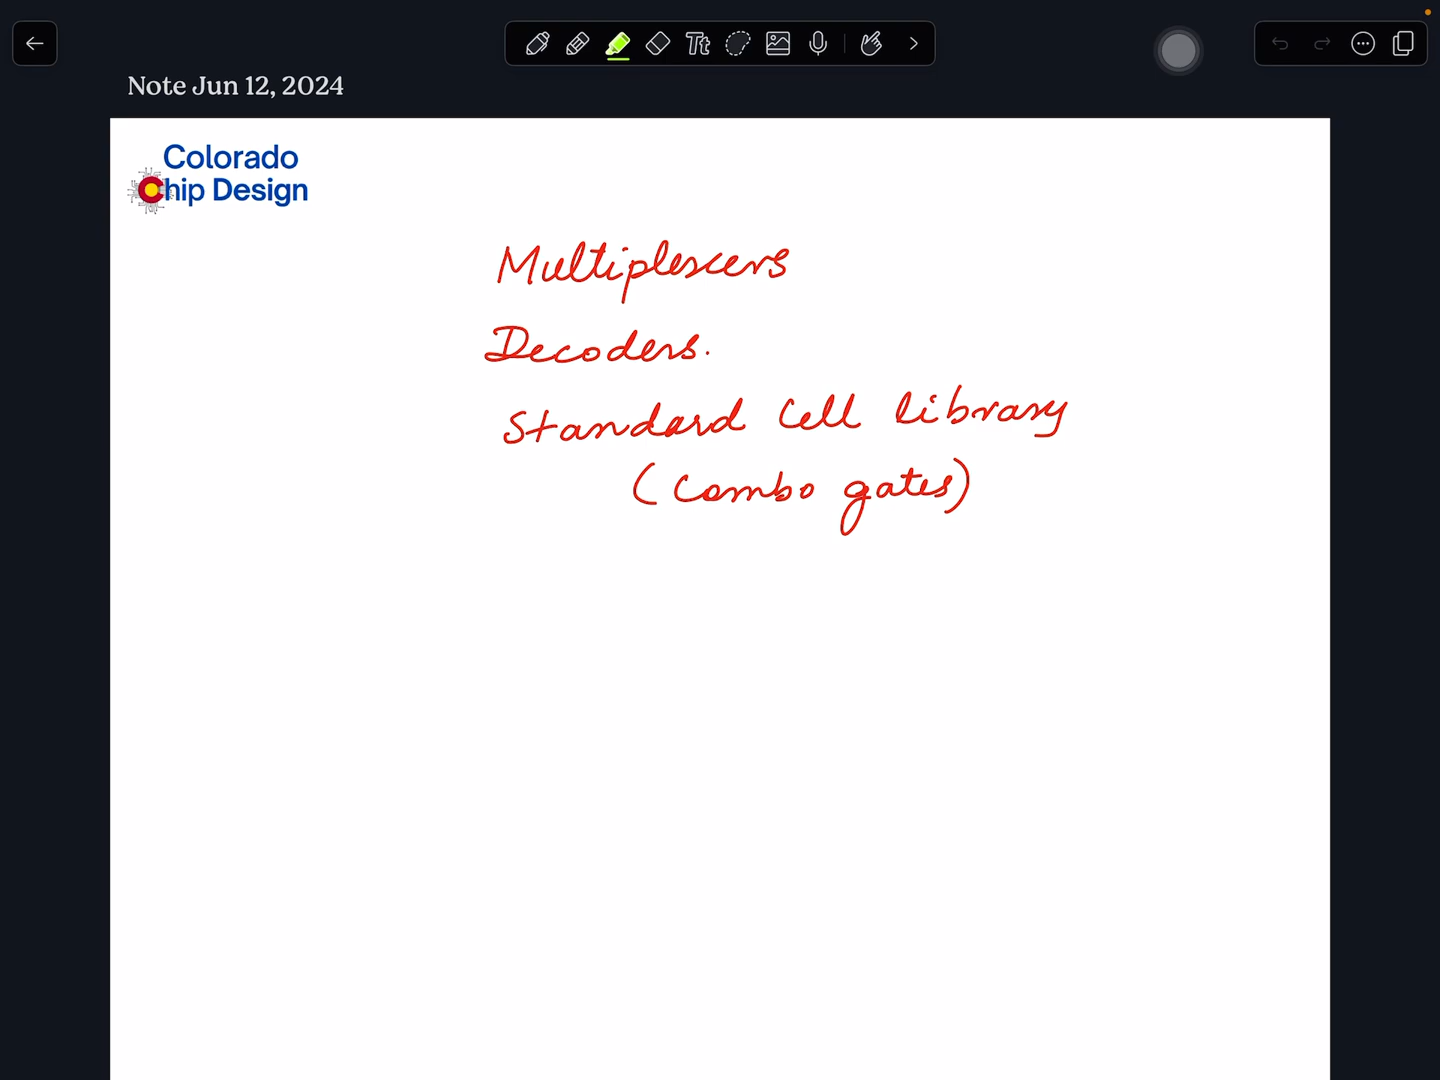 Note Jun 12, 2024
Colorado
Chip Design
Multiplexers
Decoders.
Standard Cell library
(Combo gates)